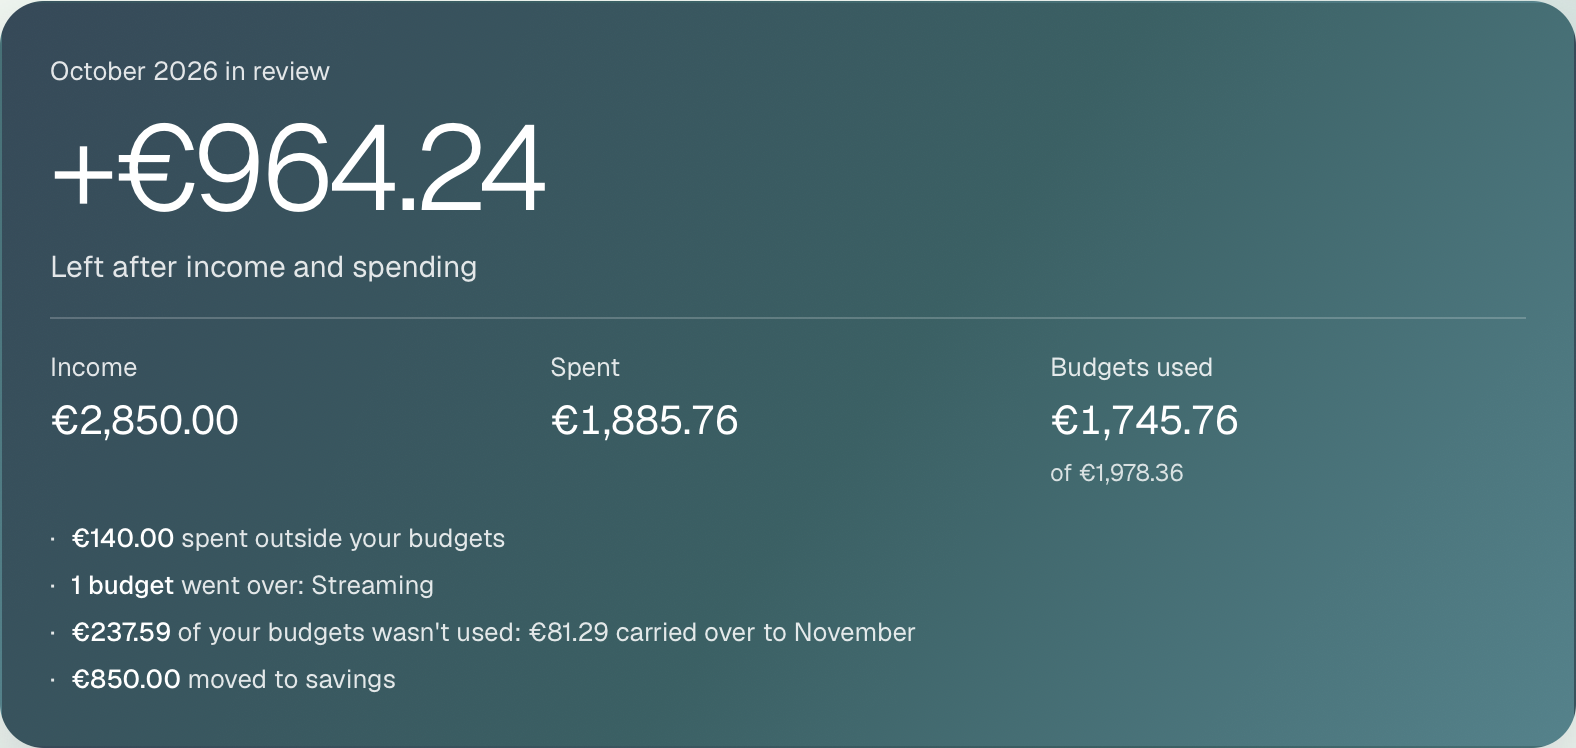 October 2026 in review
+€964.24
Left after income and spending
Income
Spent
Budgets used
€2,850.00
€1,885.76
€1,745.76
of €1,978.36
· €140.00 spent outside your budgets
· 1 budget went over: Streaming
· €237.59 of your budgets wasn't used: €81.29 carried over to November
· €850.00 moved to savings